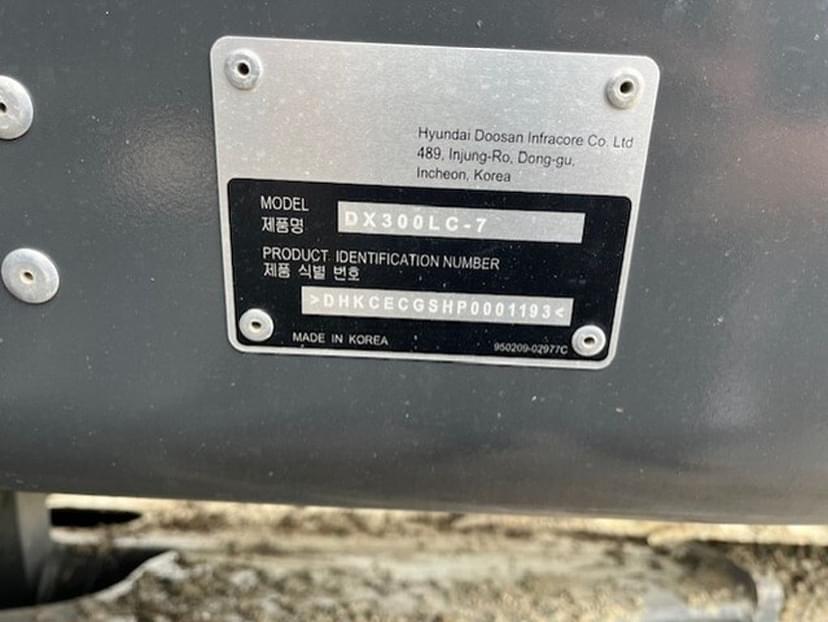 Hyundai Doosan Infracore Co. Ltd
489, Injung-Ro, Dong-gu,
Incheon, Korea
MODEL
제품명
DX300LC-7
PRODUCT IDENTIFICATION NUMBER
제품 식별 번호
>DHKCECGSHP0001193<
MADE IN KOREA
950209-02977C